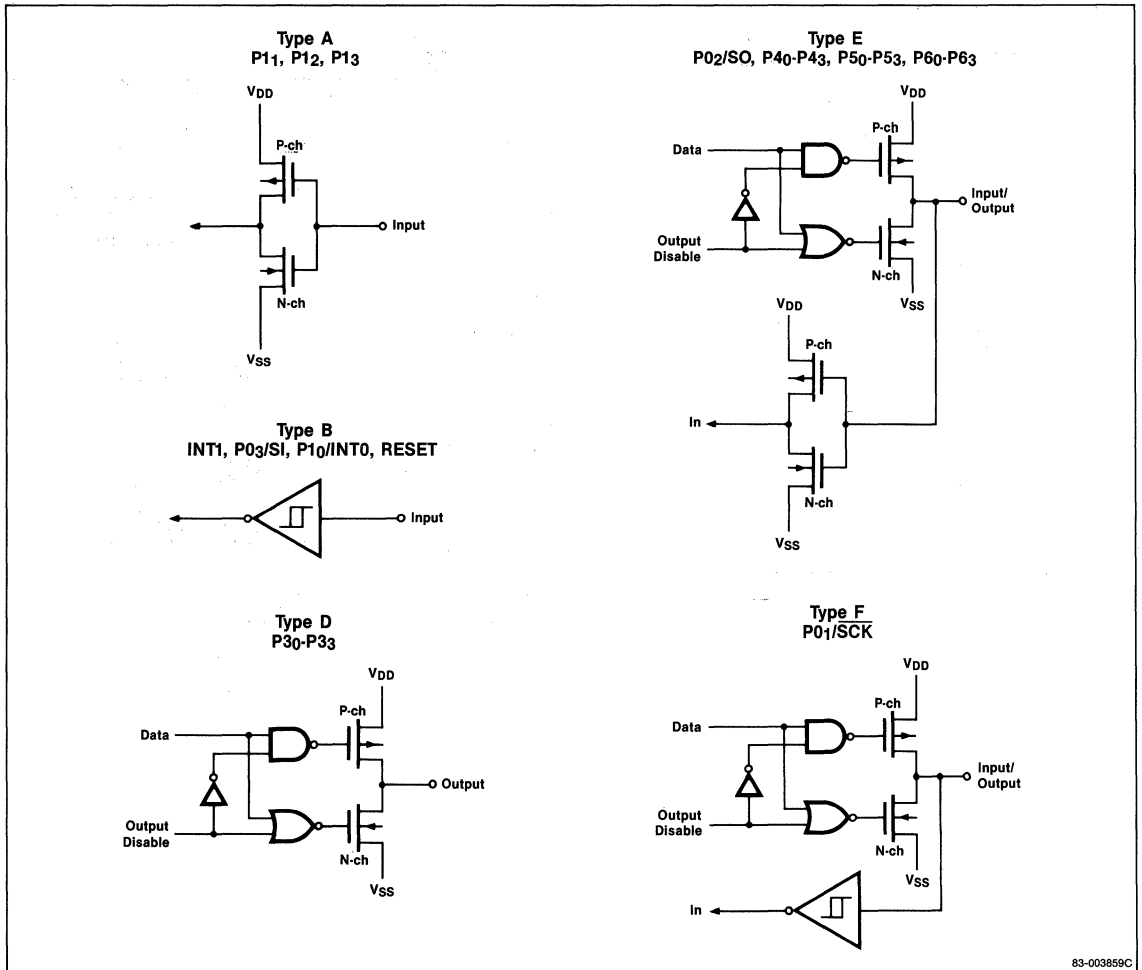 Type A
P1₁, P1₂, P1₃
VDD
P-ch
Input
N-ch
VSS
Type B
INT1, P0₃/SI, P1₀/INT0, RESET
Input
Type D
P3₀-P3₃
VDD
P-ch
Data
Output
Output
Disable
N-ch
VSS
Type E
P0₂/SO, P4₀-P4₃, P5₀-P5₃, P6₀-P6₃
VDD
P-ch
Data
Input/
Output
Output
Disable
N-ch
VSS
VDD
P-ch
In
N-ch
VSS
Type F
P0₁/S̅C̅K̅
VDD
P-ch
Data
Input/
Output
Output
Disable
N-ch
VSS
In
83-003859C